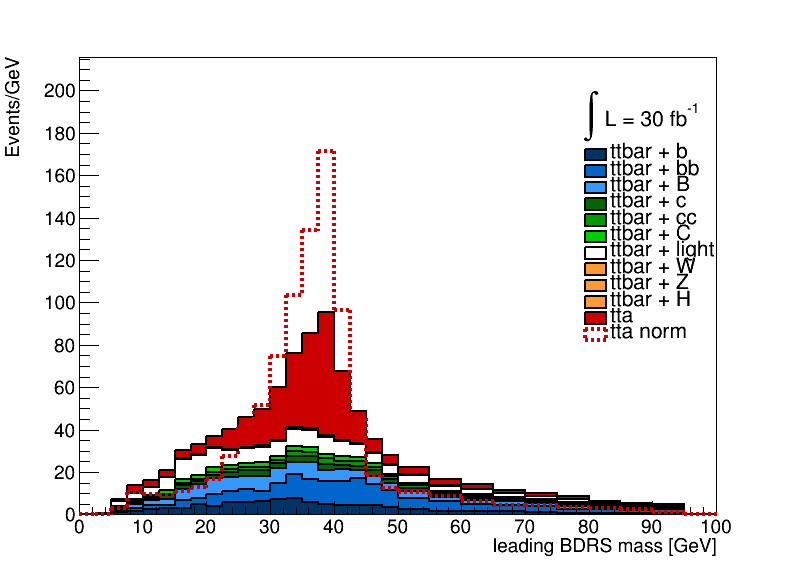 Events/GeV
200
180
160
140
120
100
80
60
40
20
0
∫ L = 30 fb-1
ttbar + b
ttbar + bb
ttbar + B
ttbar + c
ttbar + cc
ttbar + C
ttbar + light
ttbar + W
ttbar + Z
ttbar + H
tta
tta norm
0 10 20 30 40 50 60 70 80 90 100
leading BDRS mass [GeV]